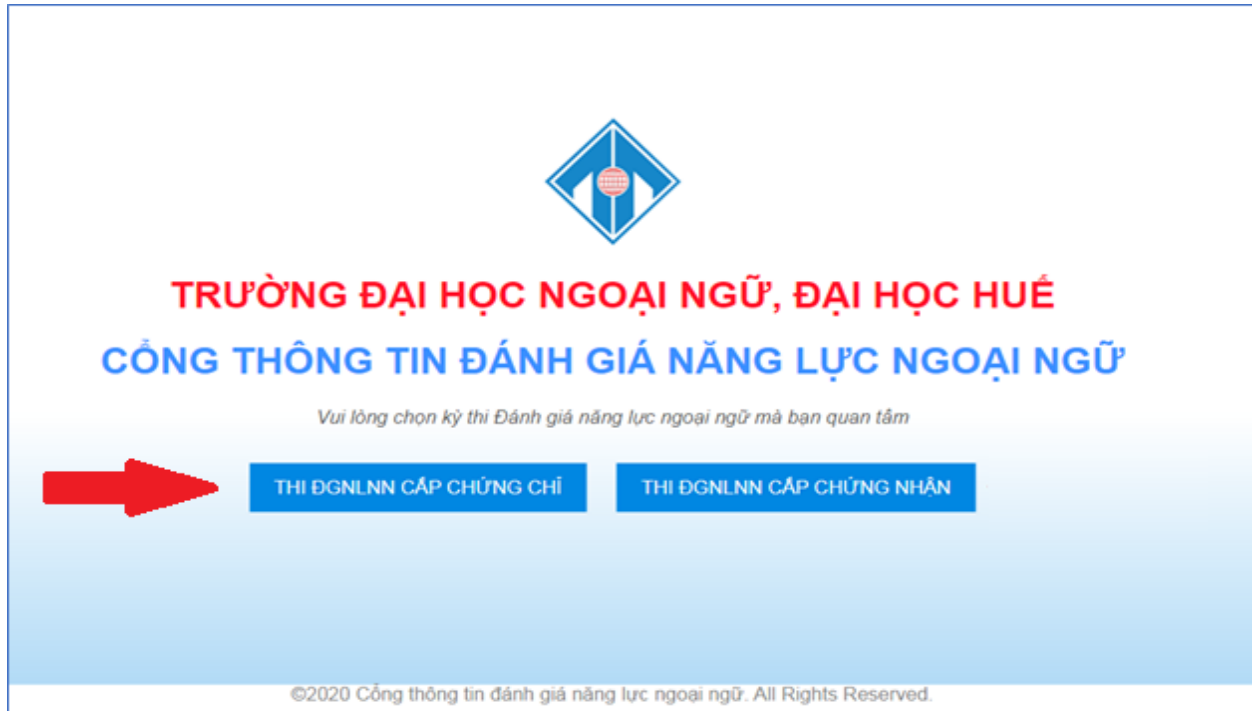 TRƯỜNG ĐẠI HỌC NGOẠI NGỮ, ĐẠI HỌC HUẾ
CỔNG THÔNG TIN ĐÁNH GIÁ NĂNG LỰC NGOẠI NGỮ
Vui lòng chọn kỳ thi Đánh giá năng lực ngoại ngữ mà bạn quan tâm
THI ĐGNLNN CẤP CHỨNG CHỈ
THI ĐGNLNN CẤP CHỨNG NHẬN
©2020 Cổng thông tin đánh giá năng lực ngoại ngữ. All Rights Reserved.